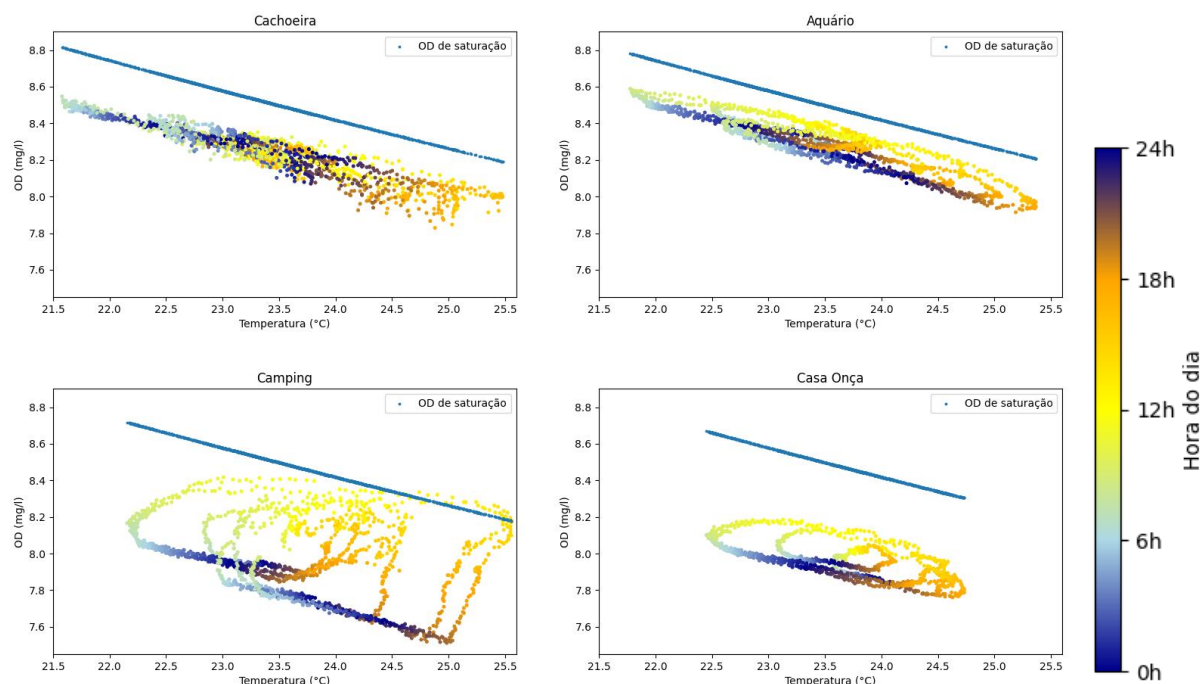 Cachoeira
OD de saturação
8.8
8.6
8.4
8.2
8.0
7.8
7.6
OD (mg/l)
21.5 22.0 22.5 23.0 23.5 24.0 24.5 25.0 25.5
Temperatura (°C)
Aquário
OD de saturação
8.8
8.6
8.4
8.2
8.0
7.8
7.6
OD (mg/l)
21.5 22.0 22.5 23.0 23.5 24.0 24.5 25.0 25.5
Temperatura (°C)
Camping
OD de saturação
8.8
8.6
8.4
8.2
8.0
7.8
7.6
OD (mg/l)
21.5 22.0 22.5 23.0 23.5 24.0 24.5 25.0 25.5
Temperatura (°C)
Casa Onça
OD de saturação
8.8
8.6
8.4
8.2
8.0
7.8
7.6
OD (mg/l)
21.5 22.0 22.5 23.0 23.5 24.0 24.5 25.0 25.5
Temperatura (°C)
24h
18h
12h
6h
0h
Hora do dia